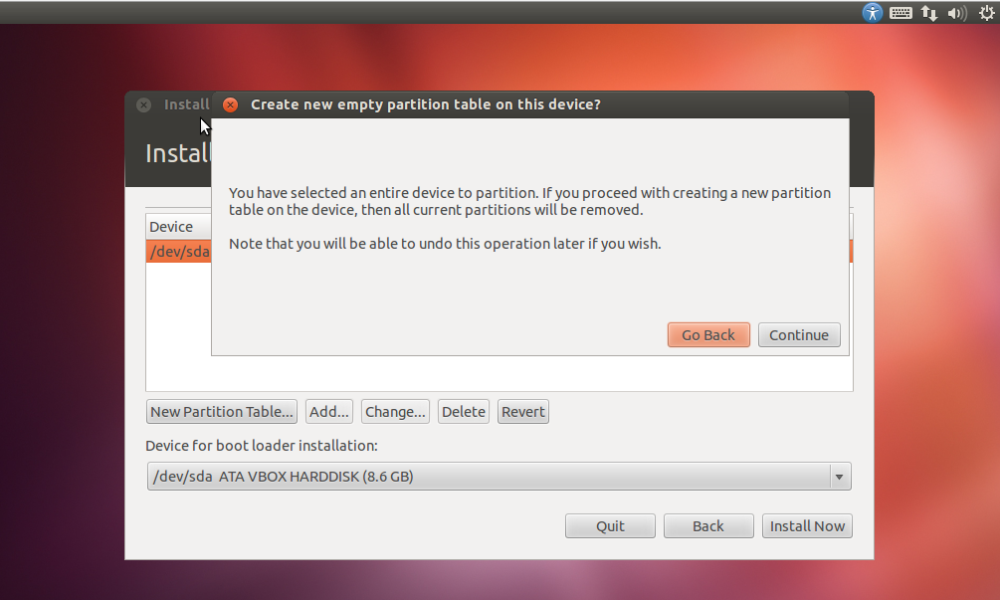 Install
Create new empty partition table on this device?
Install
You have selected an entire device to partition. If you proceed with creating a new partition
table on the device, then all current partitions will be removed.
Note that you will be able to undo this operation later if you wish.
Device
/dev/sda
Go Back
Continue
New Partition Table...
Add...
Change...
Delete
Revert
Device for boot loader installation:
/dev/sda ATA VBOX HARDDISK (8.6 GB)
Quit
Back
Install Now